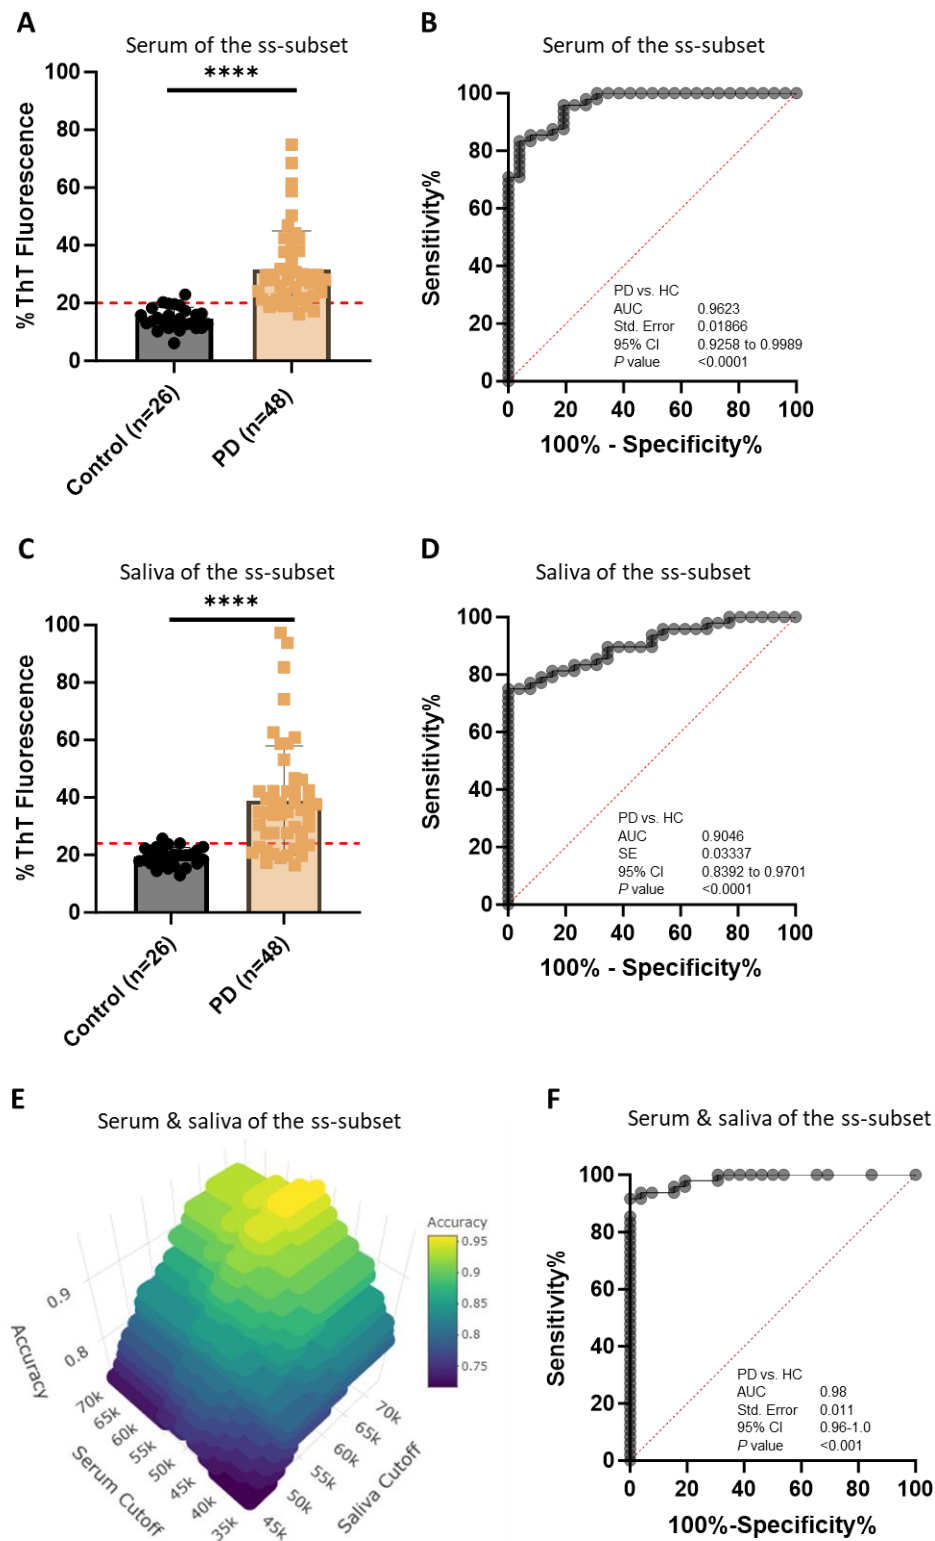 A
Serum of the ss-subset
****
% ThT Fluorescence
100
80
60
40
20
0
Control (n=26)
PD (n=48)
B
Serum of the ss-subset
Sensitivity%
100
80
60
40
20
0
PD vs. HC
AUC 0.9623
Std. Error 0.01866
95% CI 0.9258 to 0.9989
P value <0.0001
0 20 40 60 80 100
100% - Specificity%
C
Saliva of the ss-subset
****
% ThT Fluorescence
100
80
60
40
20
0
Control (n=26)
PD (n=48)
D
Saliva of the ss-subset
Sensitivity%
100
80
60
40
20
0
PD vs. HC
AUC 0.9046
SE 0.03337
95% CI 0.8392 to 0.9701
P value <0.0001
0 20 40 60 80 100
100% - Specificity%
E
Serum & saliva of the ss-subset
Accuracy
0.95
0.9
0.85
0.8
0.75
Accuracy
0.9
0.8
Serum Cutoff
70k
65k
60k
55k
50k
45k
40k
35k
Saliva Cutoff
70k
65k
60k
55k
50k
45k
F
Serum & saliva of the ss-subset
Sensitivity%
100
80
60
40
20
0
PD vs. HC
AUC 0.98
Std. Error 0.011
95% CI 0.96-1.0
P value <0.001
0 20 40 60 80 100
100%-Specificity%